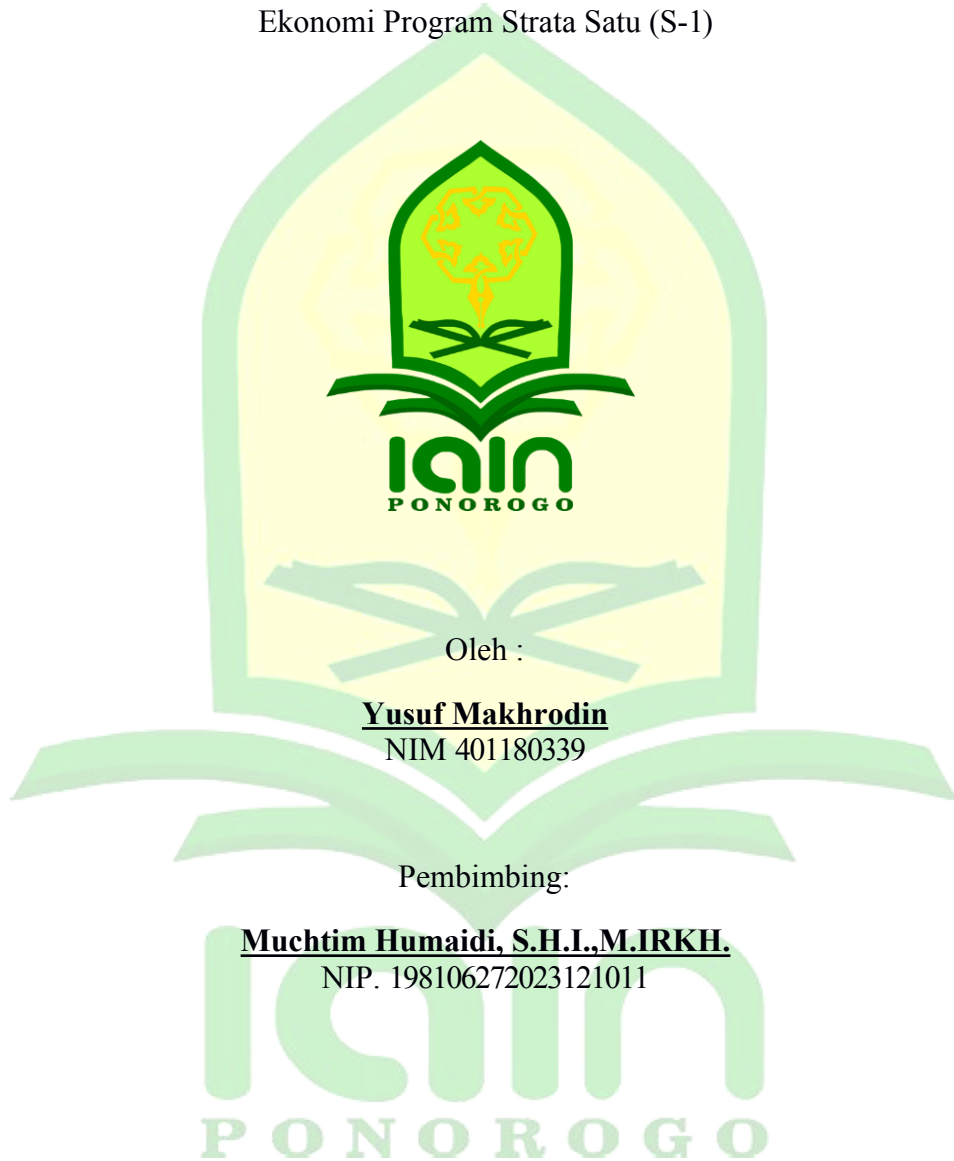 Ekonomi Program Strata Satu (S-1)
IAIN
PONOROGO
Oleh :
Yusuf Makhrodin
NIM 401180339
Pembimbing:
Muchtim Humaidi, S.H.I.,M.IRKH.
NIP. 198106272023121011
IAIN
PONOROGO